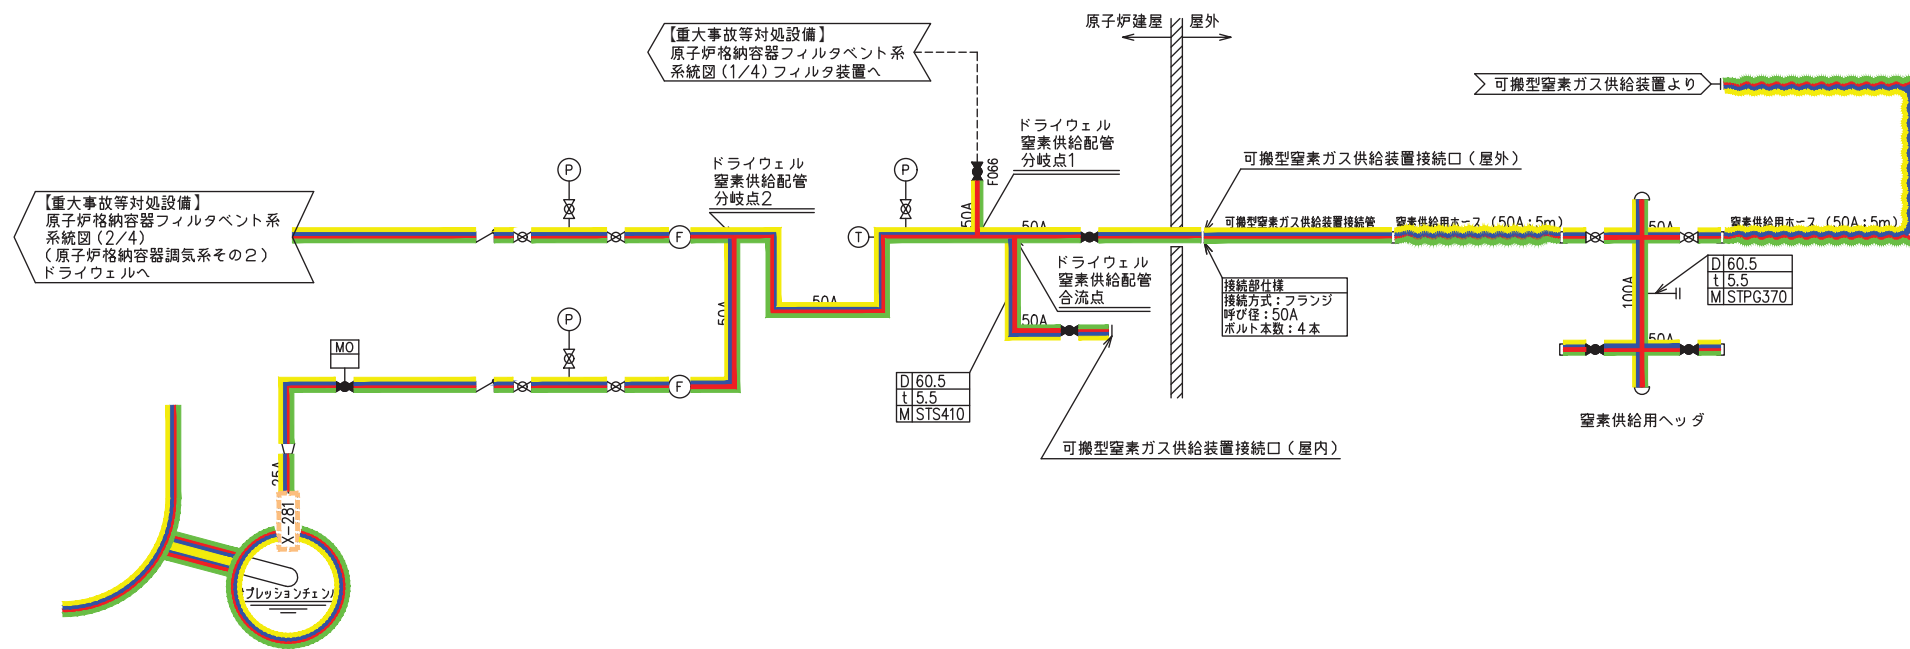 【重大事故等対処設備】
原子炉格納容器フィルタベント系
系統図(1/4)フィルタ装置へ
原子炉建屋
屋外
可搬型窒素ガス供給装置より
【重大事故等対処設備】
原子炉格納容器フィルタベント系
系統図(2/4)
(原子炉格納容器調気系その2)
ドライウェルへ
P
ドライウェル
窒素供給配管
分岐点2
P
F066
50A
ドライウェル
窒素供給配管
分岐点1
可搬型窒素ガス供給装置接続口(屋外)
F
T
50A
可搬型窒素ガス供給装置接続管
窒素供給用ホース(50A:5m)
50A
窒素供給用ホース(50A:5m)
ドライウェル
窒素供給配管
合流点
接続部仕様
接続方式:フランジ
呼び径:50A
ボルト本数:4本
D 60.5
t 5.5
M STPG370
100A
50A
50A
50A
50A
P
MO
F
D 60.5
t 5.5
M STS410
可搬型窒素ガス供給装置接続口(屋内)
窒素供給用ヘッダ
25A
X-281
プレッションチェン